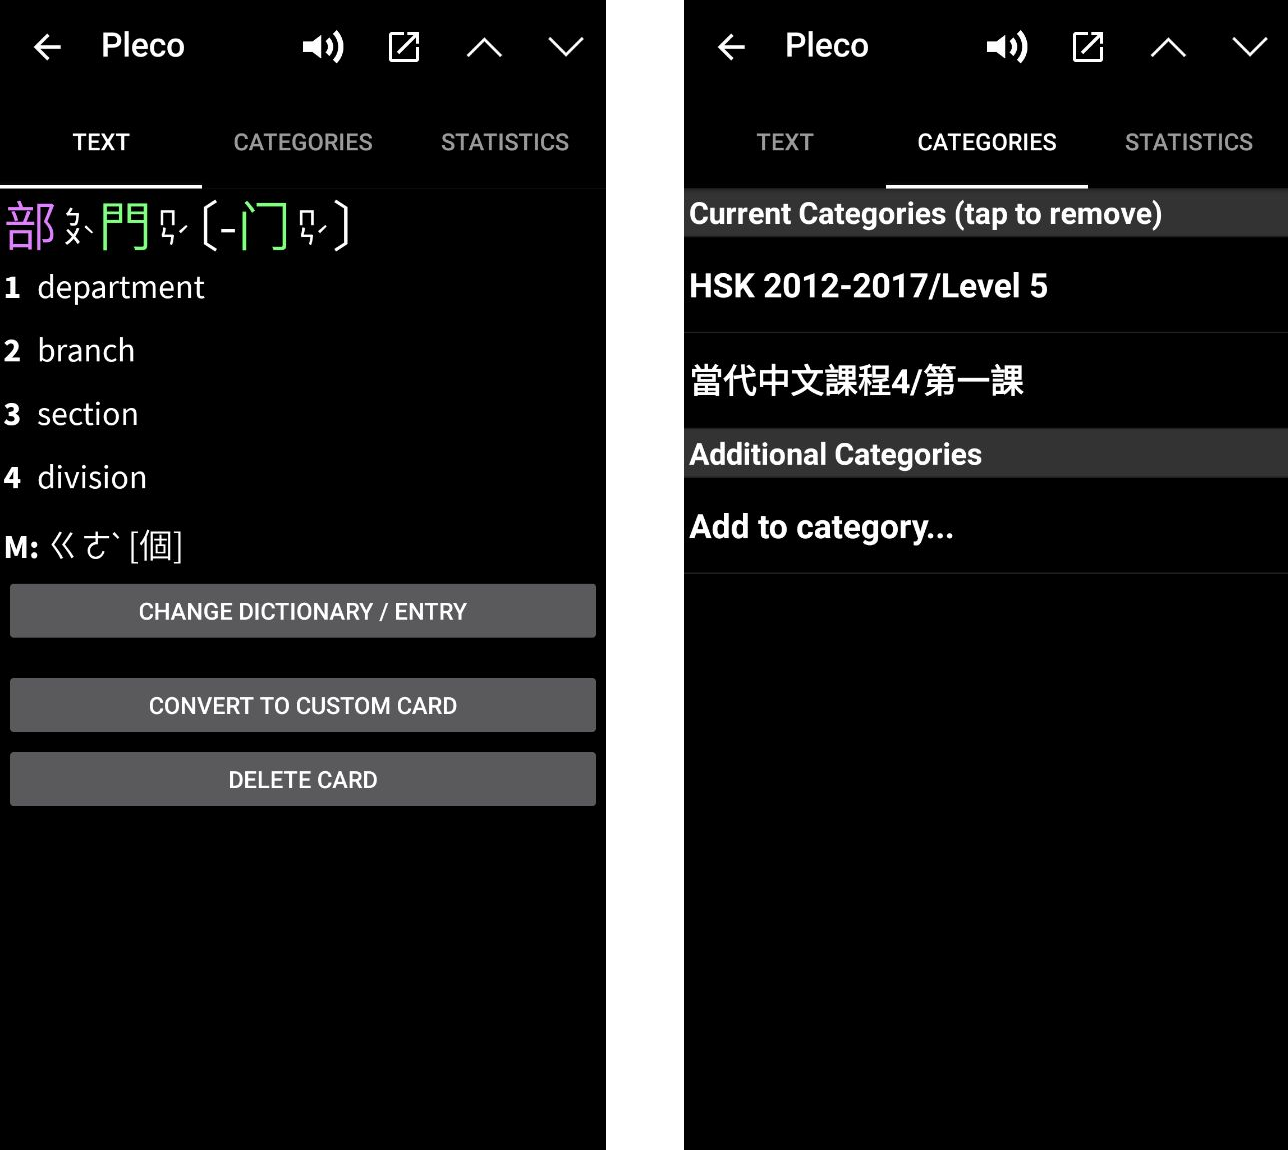 Pleco
TEXT CATEGORIES STATISTICS
部ㄅㄨˋ門ㄇㄣˊ〔-门ㄇㄣˊ〕
1 department
2 branch
3 section
4 division
M: ㄍㄜˋ [個]
CHANGE DICTIONARY / ENTRY
CONVERT TO CUSTOM CARD
DELETE CARD
Pleco
TEXT CATEGORIES STATISTICS
Current Categories (tap to remove)
HSK 2012-2017/Level 5
當代中文課程4/第一課
Additional Categories
Add to category...